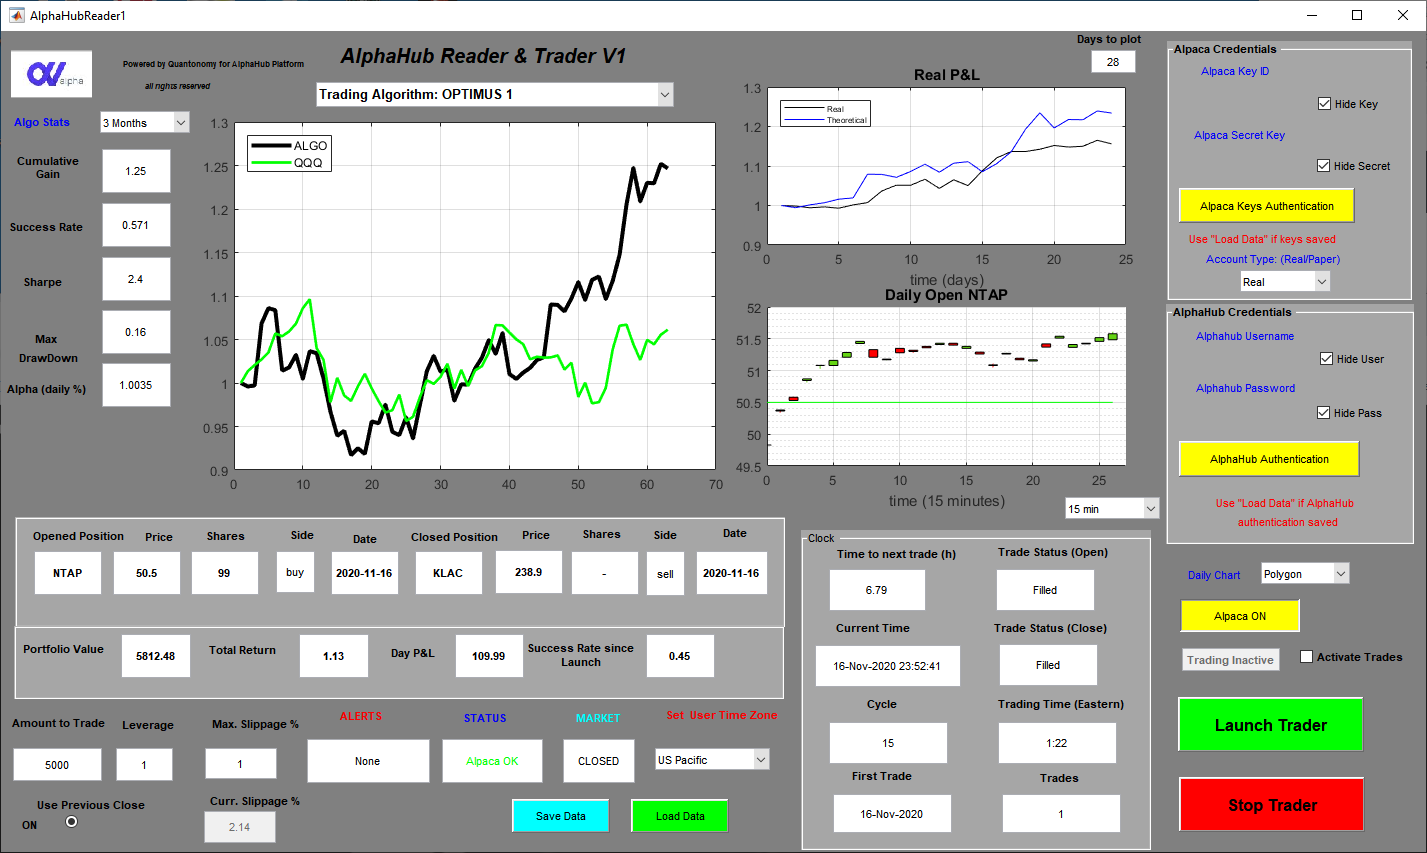 AlphaHubReader1
αV alpha
Powered by Quantonomy for AlphaHub Platform
all rights reserved
AlphaHub Reader & Trader V1
Trading Algorithm: OPTIMUS 1
Algo Stats
3 Months
Cumulative
Gain
1.25
Success Rate
0.571
Sharpe
2.4
Max
DrawDown
0.16
Alpha (daily %)
1.0035
ALGO
QQQ
1.3
1.25
1.2
1.15
1.1
1.05
1
0.95
0.9
0 10 20 30 40 50 60 70
Days to plot
28
Real P&L
Real
Theoretical
1.3
1.2
1.1
1
0.9
0 5 10 15 20 25
time (days)
Daily Open NTAP
52
51.5
51
50.5
50
49.5
0 5 10 15 20 25
time (15 minutes)
15 min
Alpaca Credentials
Alpaca Key ID
Hide Key
Alpaca Secret Key
Hide Secret
Alpaca Keys Authentication
Use "Load Data" if keys saved
Account Type: (Real/Paper)
Real
AlphaHub Credentials
Alphahub Username
Hide User
Alphahub Password
Hide Pass
AlphaHub Authentication
Use "Load Data" if AlphaHub
authentication saved
Opened Position Price Shares Side Date Closed Position Price Shares Side Date
NTAP 50.5 99 buy 2020-11-16 KLAC 238.9 - sell 2020-11-16
Portfolio Value
5812.48
Total Return
1.13
Day P&L
109.99
Success Rate since
Launch
0.45
Amount to Trade
5000
Leverage
1
Max. Slippage %
1
ALERTS
None
STATUS
Alpaca OK
MARKET
CLOSED
Set User Time Zone
US Pacific
Use Previous Close
ON
Curr. Slippage %
2.14
Save Data
Load Data
Clock
Time to next trade (h)
6.79
Trade Status (Open)
Filled
Current Time
16-Nov-2020 23:52:41
Trade Status (Close)
Filled
Cycle
15
Trading Time (Eastern)
1:22
First Trade
16-Nov-2020
Trades
1
Daily Chart
Polygon
Alpaca ON
Trading Inactive
Activate Trades
Launch Trader
Stop Trader